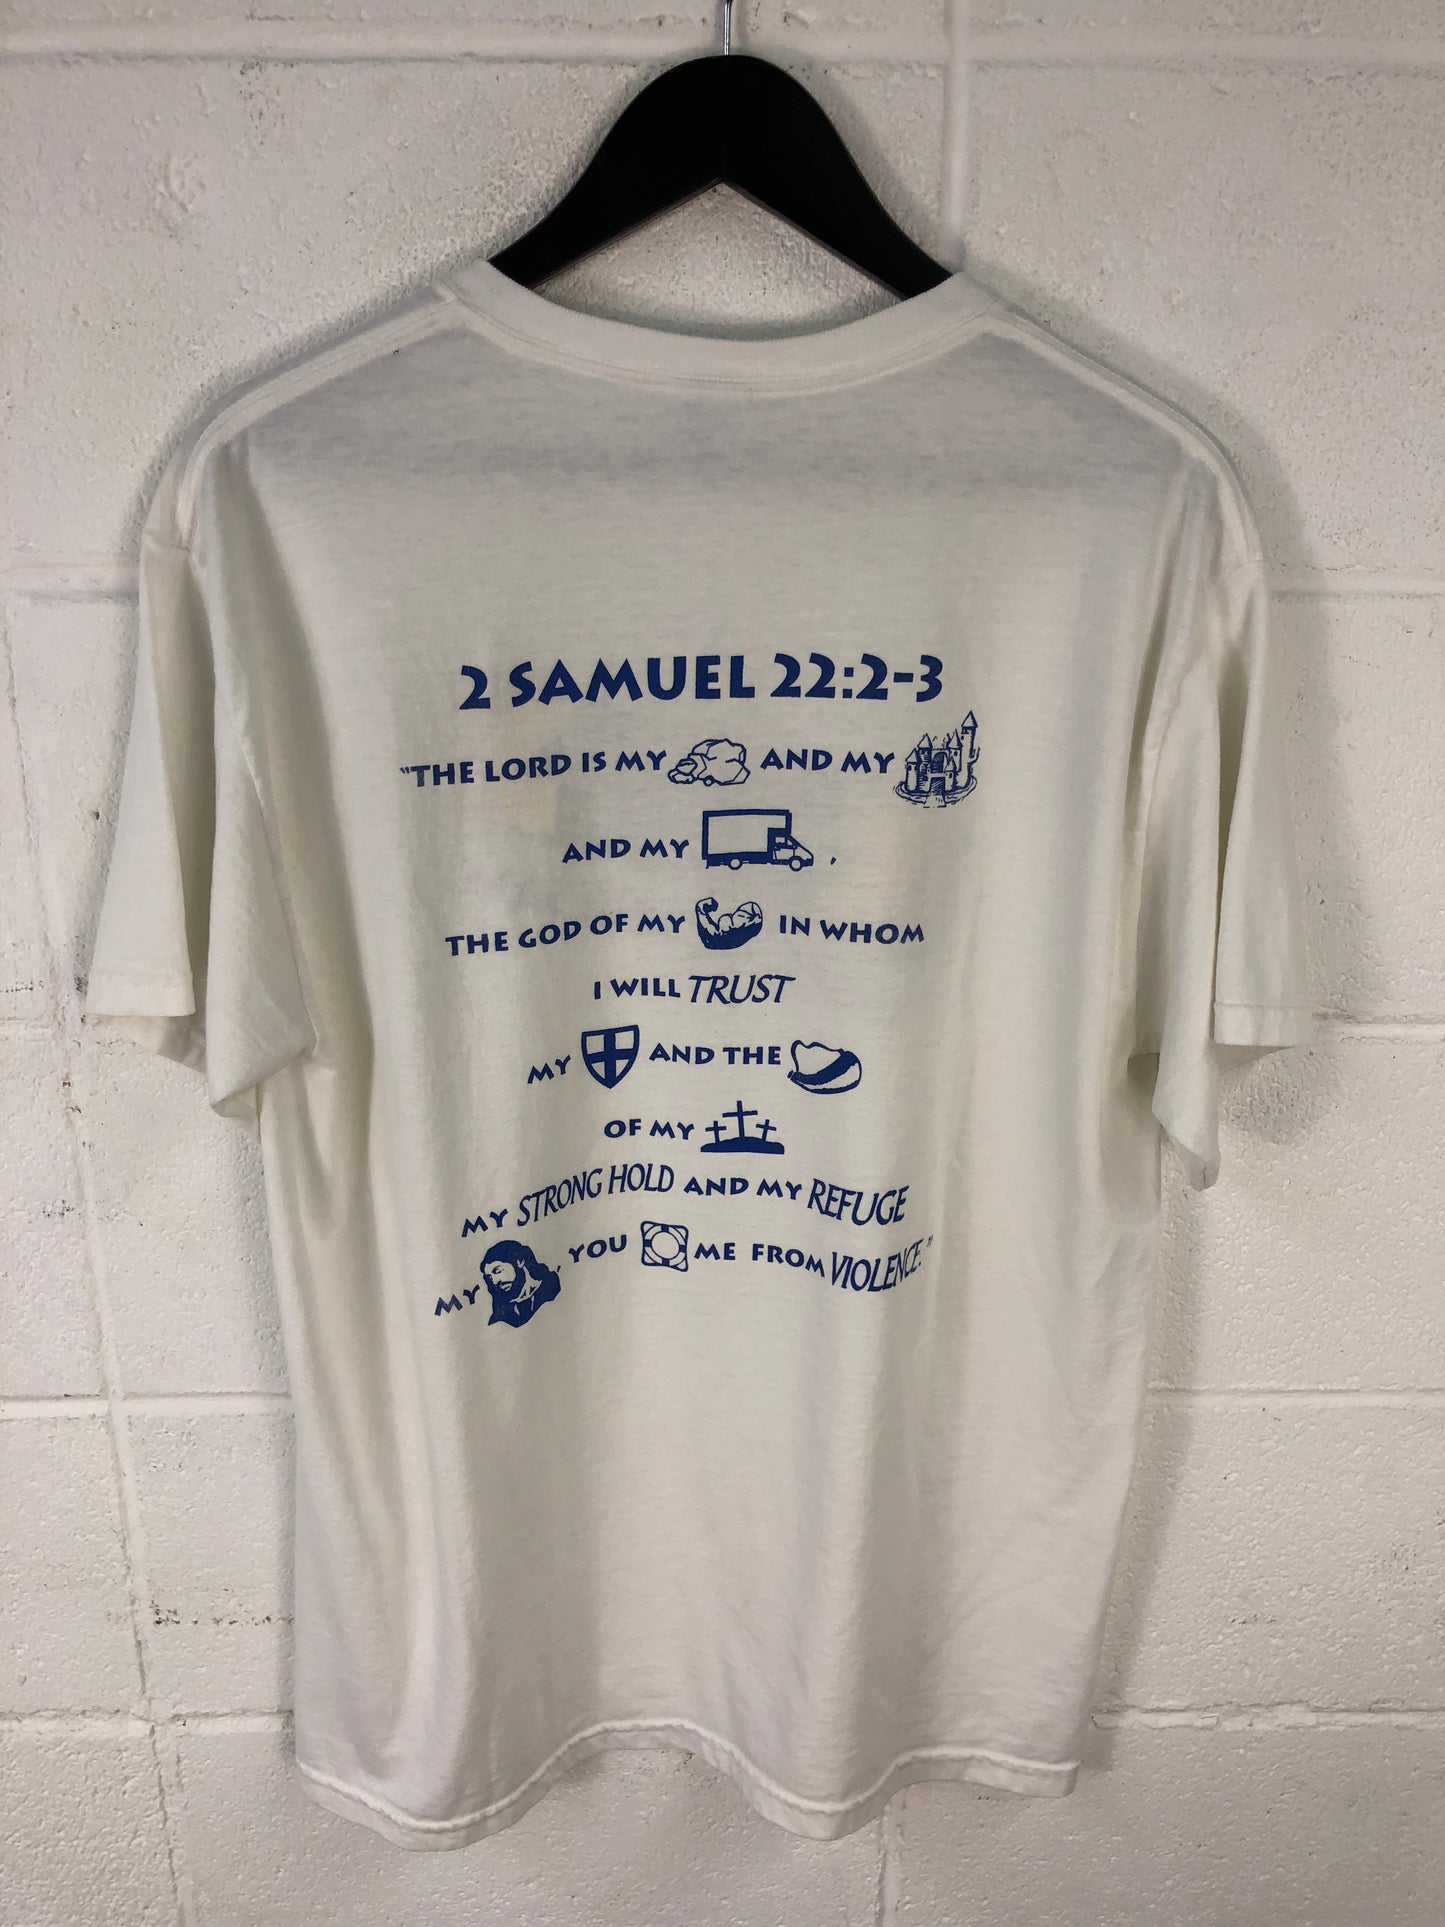 2 SAMUEL 22:2-3
"THE LORD IS MY AND MY
AND MY ,
THE GOD OF MY IN WHOM
I WILL TRUST
MY AND THE
OF MY
MY STRONG HOLD AND MY REFUGE
MY , YOU ME FROM VIOLENCE."